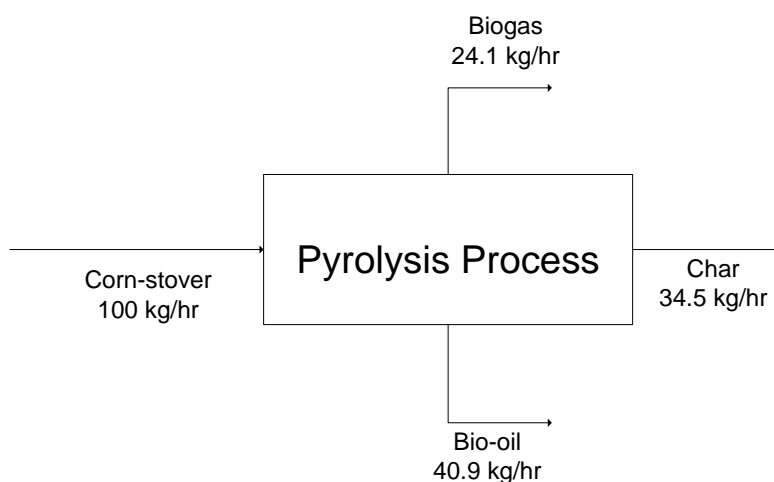 Biogas
24.1 kg/hr
Pyrolysis Process
Corn-stover
100 kg/hr
Char
34.5 kg/hr
Bio-oil
40.9 kg/hr